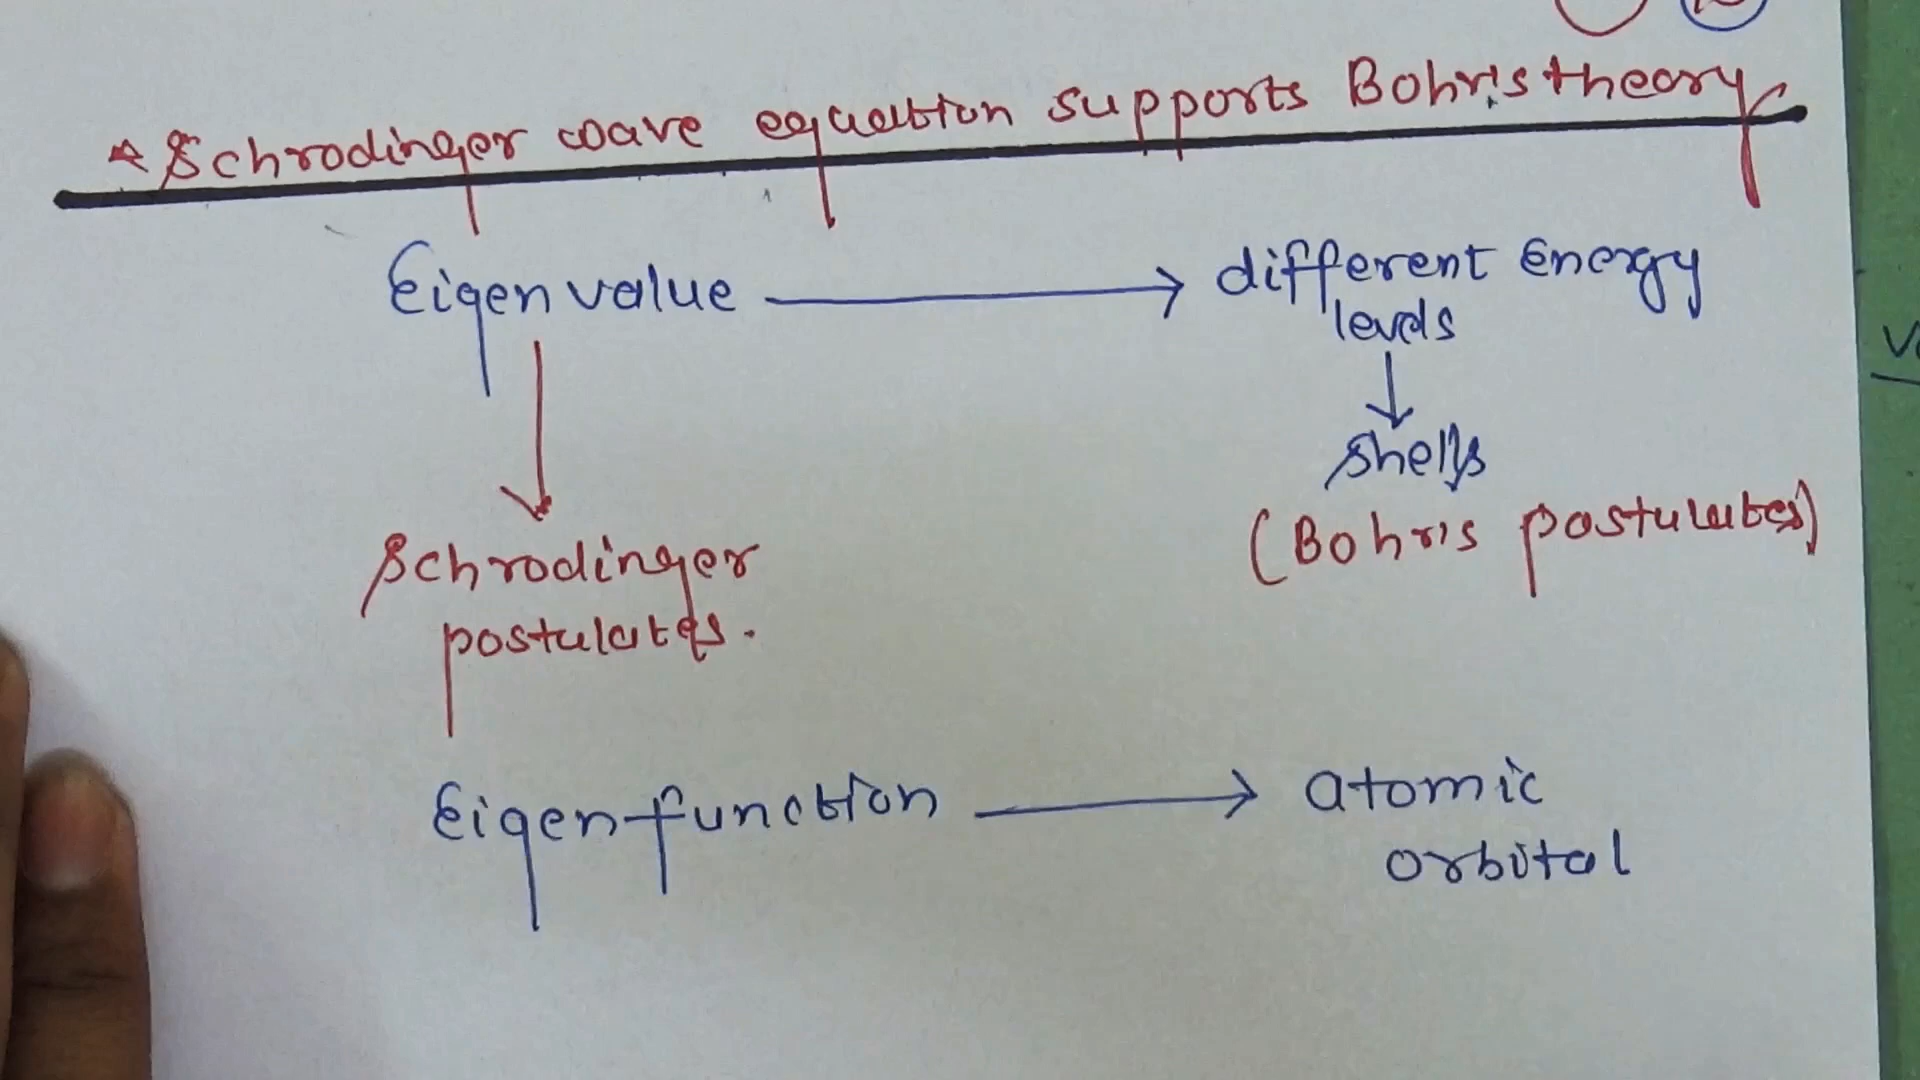 * Schrodinger wave equation supports Bohr's theory
Eigen value → different Energy
levels
↓
Shells
(Bohr's postulates)
Schrodinger
postulates.
Eigen function → atomic
orbital